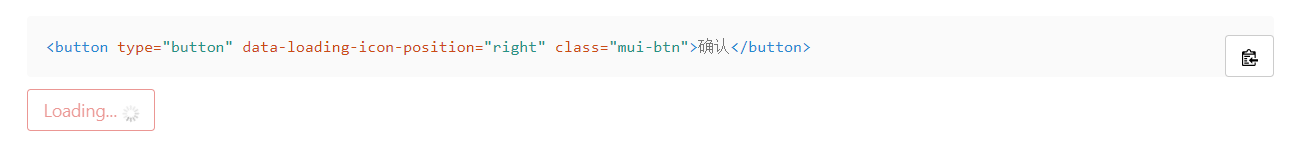 <button type="button" data-loading-icon-position="right" class="mui-btn">确认</button>
Loading...